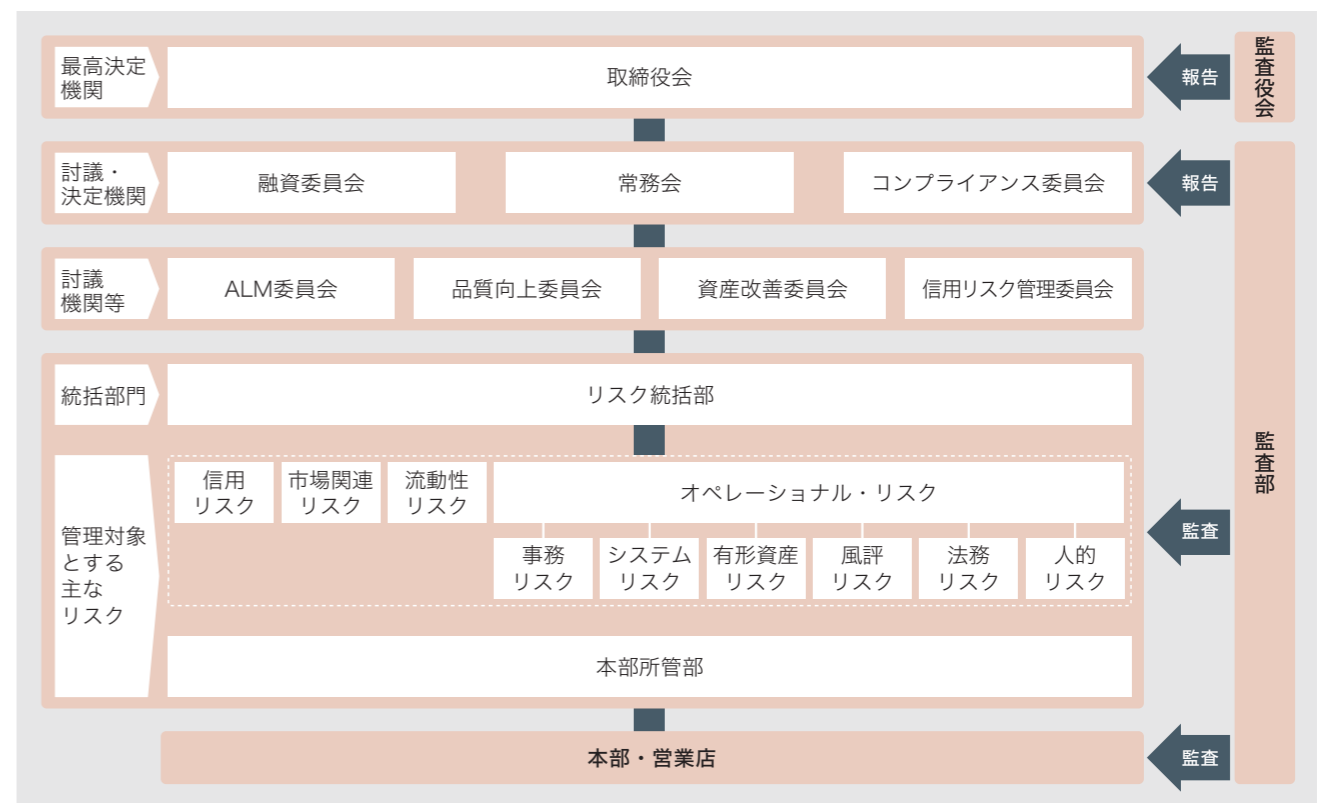 最高決定
機関
取締役会
報告
監査役会
討議・
決定機関
融資委員会
常務会
コンプライアンス委員会
報告
討議
機関等
ALM委員会
品質向上委員会
資産改善委員会
信用リスク管理委員会
統括部門
リスク統括部
監査部
管理対象
とする
主な
リスク
信用
リスク
市場関連
リスク
流動性
リスク
オペレーショナル・リスク
事務
リスク
システム
リスク
有形資産
リスク
風評
リスク
法務
リスク
人的
リスク
監査
本部所管部
本部・営業店
監査